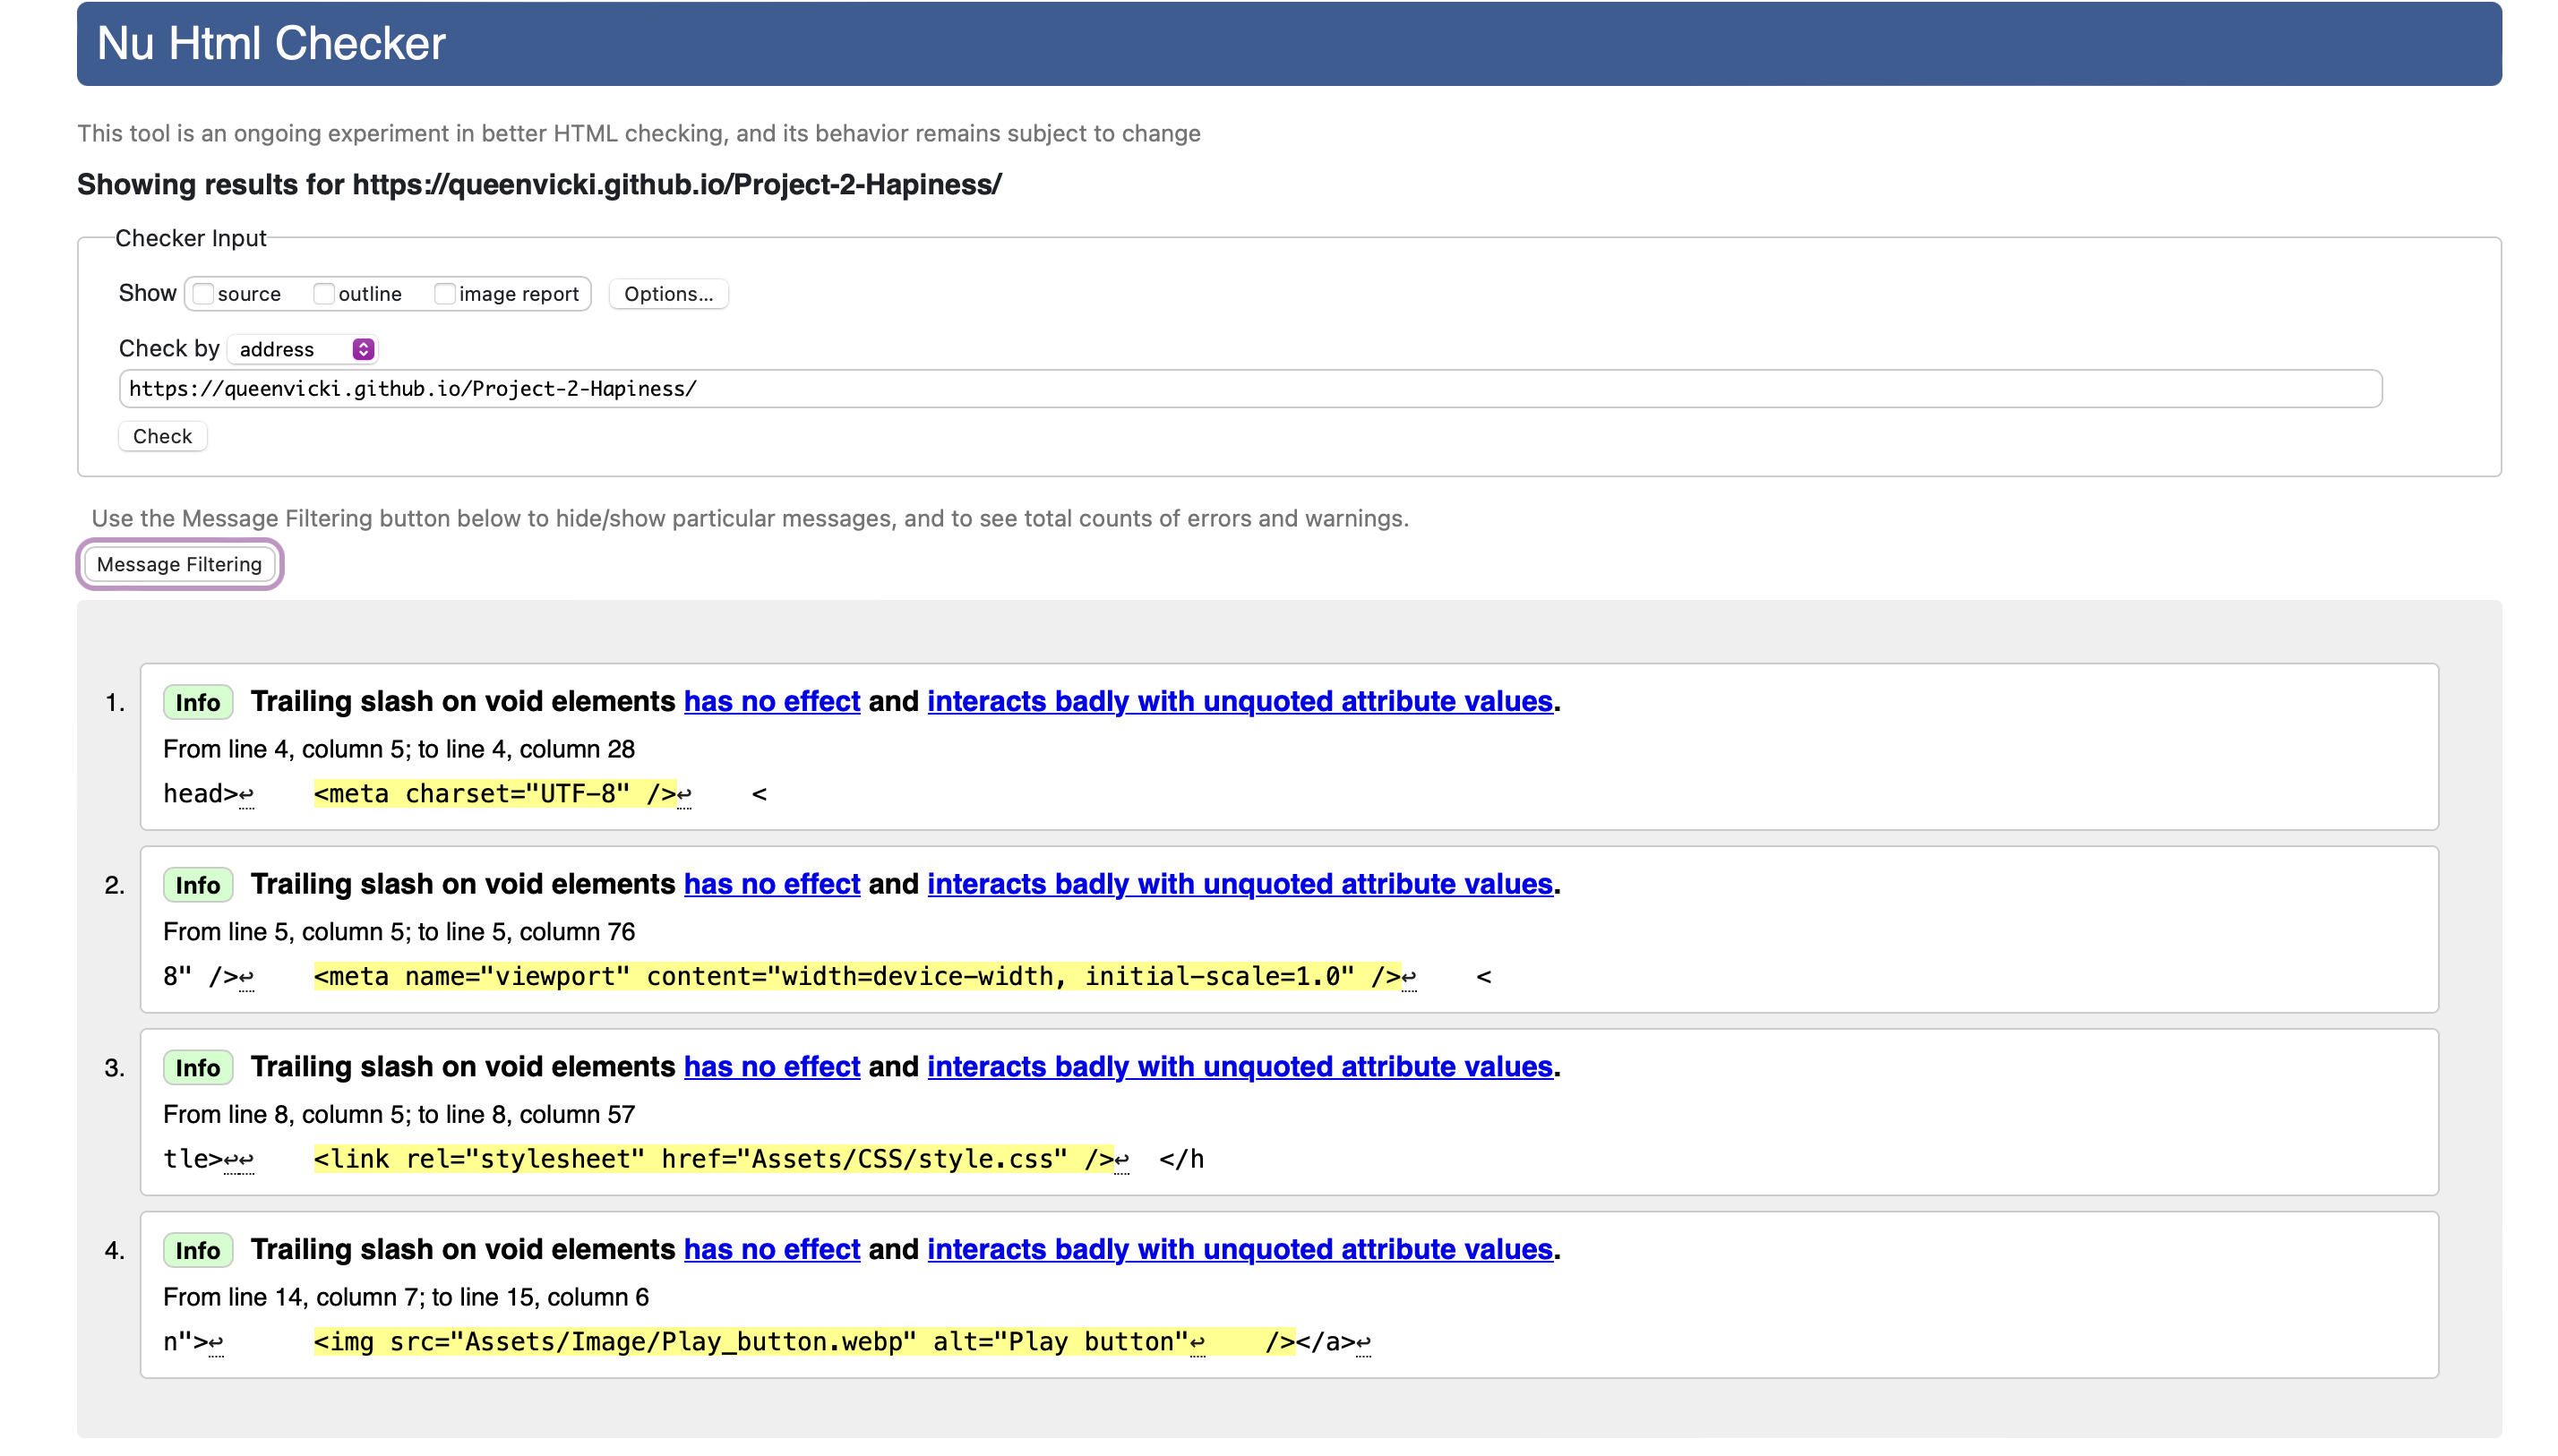 Nu Html Checker
This tool is an ongoing experiment in better HTML checking, and its behavior remains subject to change
Showing results for https://queenvicki.github.io/Project-2-Hapiness/
Checker Input
Show source outline image report Options...
Check by address
https://queenvicki.github.io/Project-2-Hapiness/
Check
Use the Message Filtering button below to hide/show particular messages, and to see total counts of errors and warnings.
Message Filtering
1. Info Trailing slash on void elements has no effect and interacts badly with unquoted attribute values.
From line 4, column 5; to line 4, column 28
head>↩    <meta charset="UTF-8" />↩    <
2. Info Trailing slash on void elements has no effect and interacts badly with unquoted attribute values.
From line 5, column 5; to line 5, column 76
8" />↩    <meta name="viewport" content="width=device-width, initial-scale=1.0" />↩    <
3. Info Trailing slash on void elements has no effect and interacts badly with unquoted attribute values.
From line 8, column 5; to line 8, column 57
tle>↩↩    <link rel="stylesheet" href="Assets/CSS/style.css" />↩  </h
4. Info Trailing slash on void elements has no effect and interacts badly with unquoted attribute values.
From line 14, column 7; to line 15, column 6
n">↩      <img src="Assets/Image/Play_button.webp" alt="Play button"↩    /></a>↩